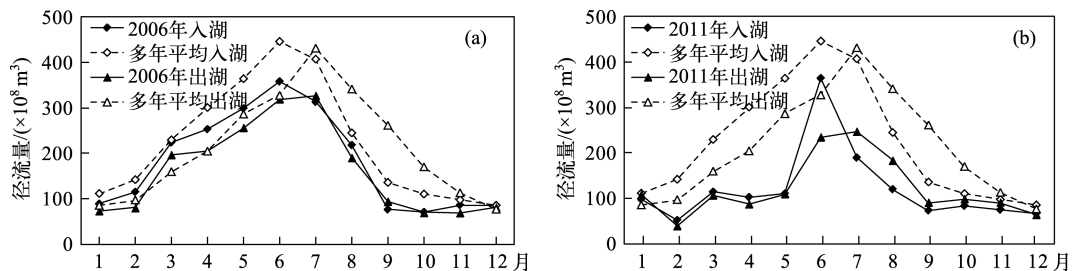 径流量/(×10⁸ m³)
500
400
300
200
100
0
2006年入湖
多年平均入湖
2006年出湖
多年平均出湖
(a)
1 2 3 4 5 6 7 8 9 10 11 12 月
径流量/(×10⁸ m³)
500
400
300
200
100
0
2011年入湖
多年平均入湖
2011年出湖
多年平均出湖
(b)
1 2 3 4 5 6 7 8 9 10 11 12 月